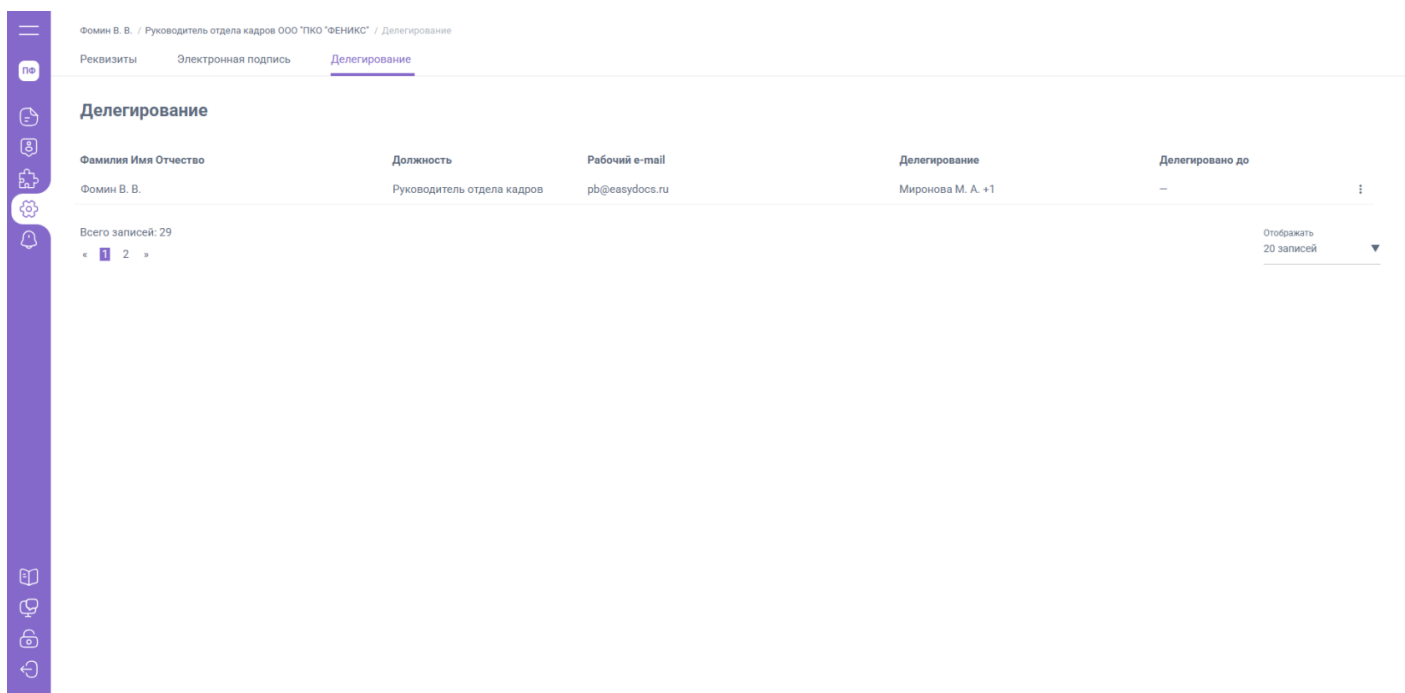 Фомин В. В. / Руководитель отдела кадров ООО "ПКО "ФЕНИКС" / Делегирование
Реквизиты Электронная подпись Делегирование
ПФ
Делегирование
Фамилия Имя Отчество Должность Рабочий e-mail Делегирование Делегировано до
Фомин В. В. Руководитель отдела кадров pb@easydocs.ru Миронова М. А. +1 —
Всего записей: 29
« 1 2 »
Отображать
20 записей